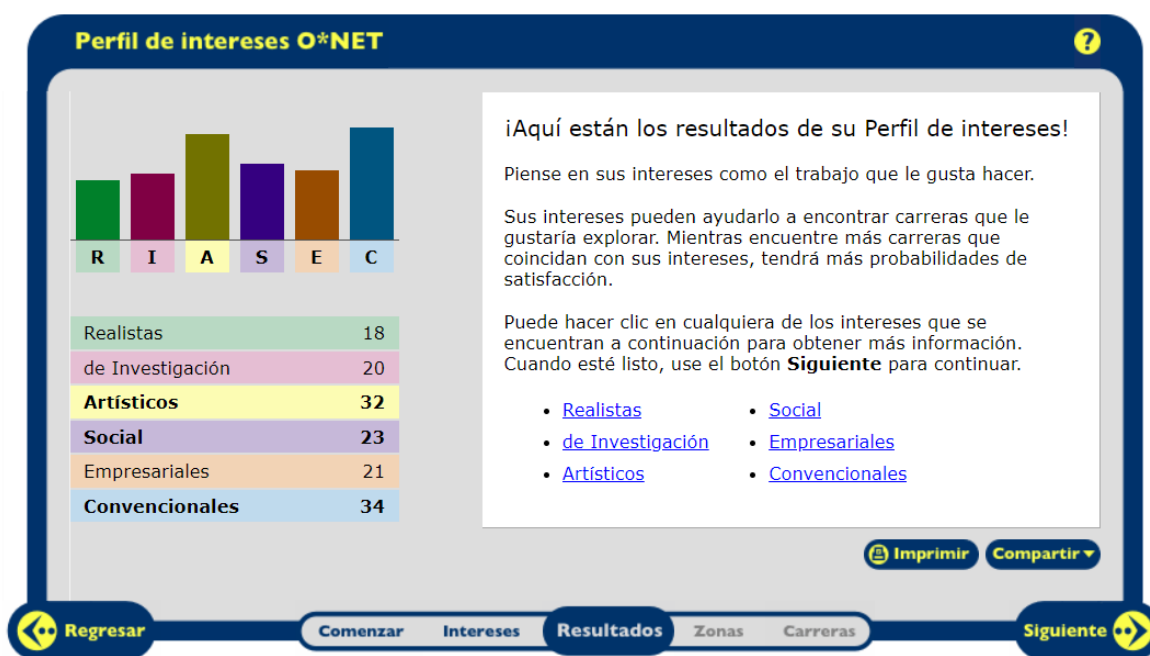 Perfil de intereses O*NET
?
R I A S E C
Realistas 18
de Investigación 20
Artísticos 32
Social 23
Empresariales 21
Convencionales 34
¡Aquí están los resultados de su Perfil de intereses!
Piense en sus intereses como el trabajo que le gusta hacer.
Sus intereses pueden ayudarlo a encontrar carreras que le
gustaría explorar. Mientras encuentre más carreras que
coincidan con sus intereses, tendrá más probabilidades de
satisfacción.
Puede hacer clic en cualquiera de los intereses que se
encuentran a continuación para obtener más información.
Cuando esté listo, use el botón Siguiente para continuar.
• Realistas
• de Investigación
• Artísticos
• Social
• Empresariales
• Convencionales
Imprimir Compartir
Regresar Comenzar Intereses Resultados Zonas Carreras Siguiente